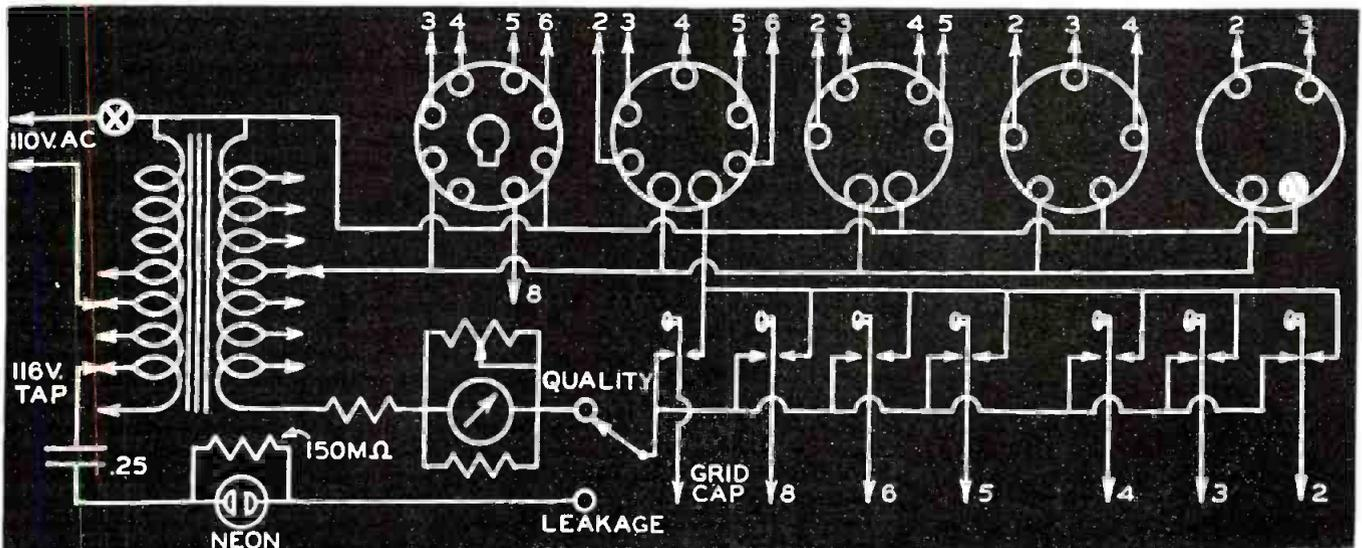 3 4 5 6 2 3 4 5 6 2 3 4 5 2 3 4 2 3
110V. AC
8
116V.
TAP
QUALITY
.25
150MΩ
GRID
CAP
8 6 5 4 3 2
LEAKAGE
NEON